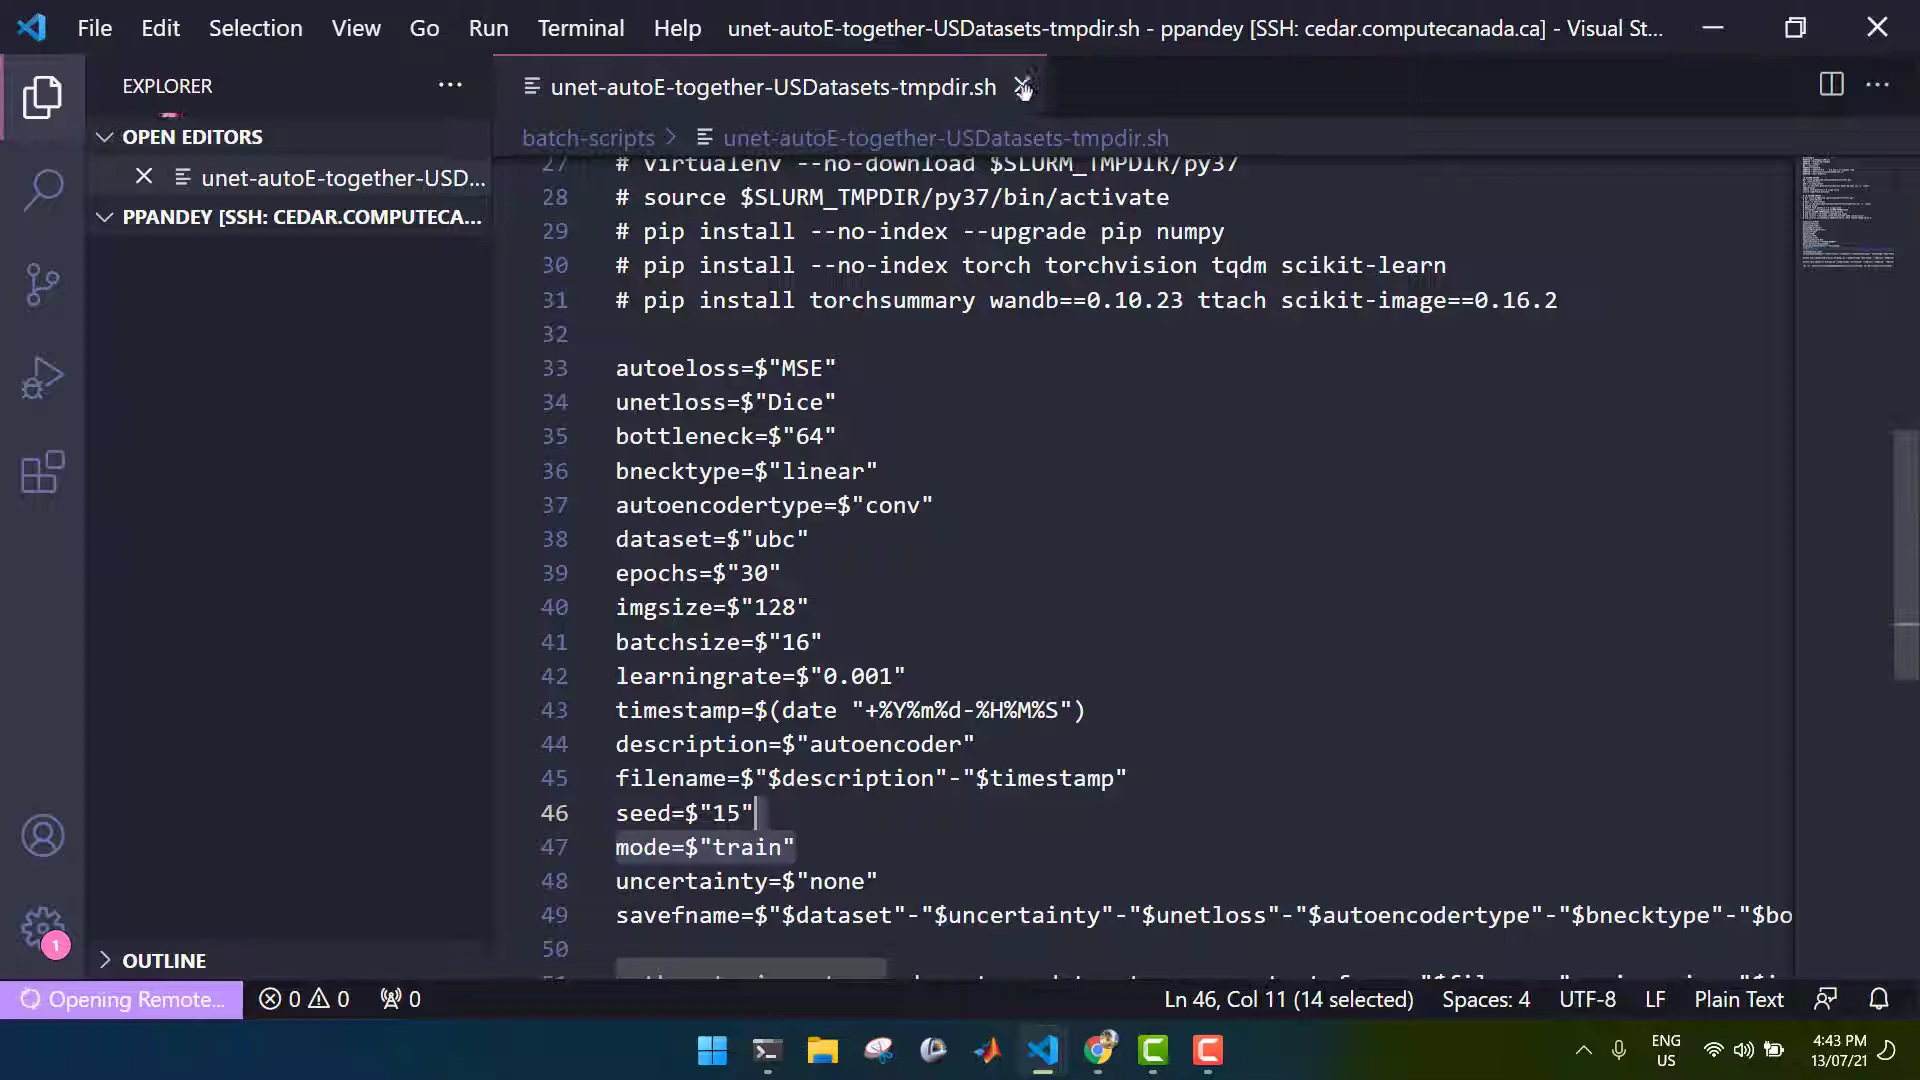 File Edit Selection View Go Run Terminal Help unet-autoE-together-USDatasets-tmpdir.sh - ppandey [SSH: cedar.computecanada.ca] - Visual St...
EXPLORER
unet-autoE-together-USDatasets-tmpdir.sh
OPEN EDITORS
unet-autoE-together-USD...
PPANDEY [SSH: CEDAR.COMPUTECA...
batch-scripts > unet-autoE-together-USDatasets-tmpdir.sh
27 # virtualenv --no-download $SLURM_TMPDIR/py37
28 # source $SLURM_TMPDIR/py37/bin/activate
29 # pip install --no-index --upgrade pip numpy
30 # pip install --no-index torch torchvision tqdm scikit-learn
31 # pip install torchsummary wandb==0.10.23 ttach scikit-image==0.16.2
32
33 autoeloss=$"MSE"
34 unetloss=$"Dice"
35 bottleneck=$"64"
36 bnecktype=$"linear"
37 autoencodertype=$"conv"
38 dataset=$"ubc"
39 epochs=$"30"
40 imgsize=$"128"
41 batchsize=$"16"
42 learningrate=$"0.001"
43 timestamp=$(date "+%Y%m%d-%H%M%S")
44 description=$"autoencoder"
45 filename=$"$description"-"$timestamp"
46 seed=$"15"
47 mode=$"train"
48 uncertainty=$"none"
49 savefname=$"$dataset"-"$uncertainty"-"$unetloss"-"$autoencodertype"-"$bnecktype"-"$bo
50
OUTLINE
1
Opening Remote... 0 0 0 Ln 46, Col 11 (14 selected) Spaces: 4 UTF-8 LF Plain Text
ENG
US
4:43 PM
13/07/21